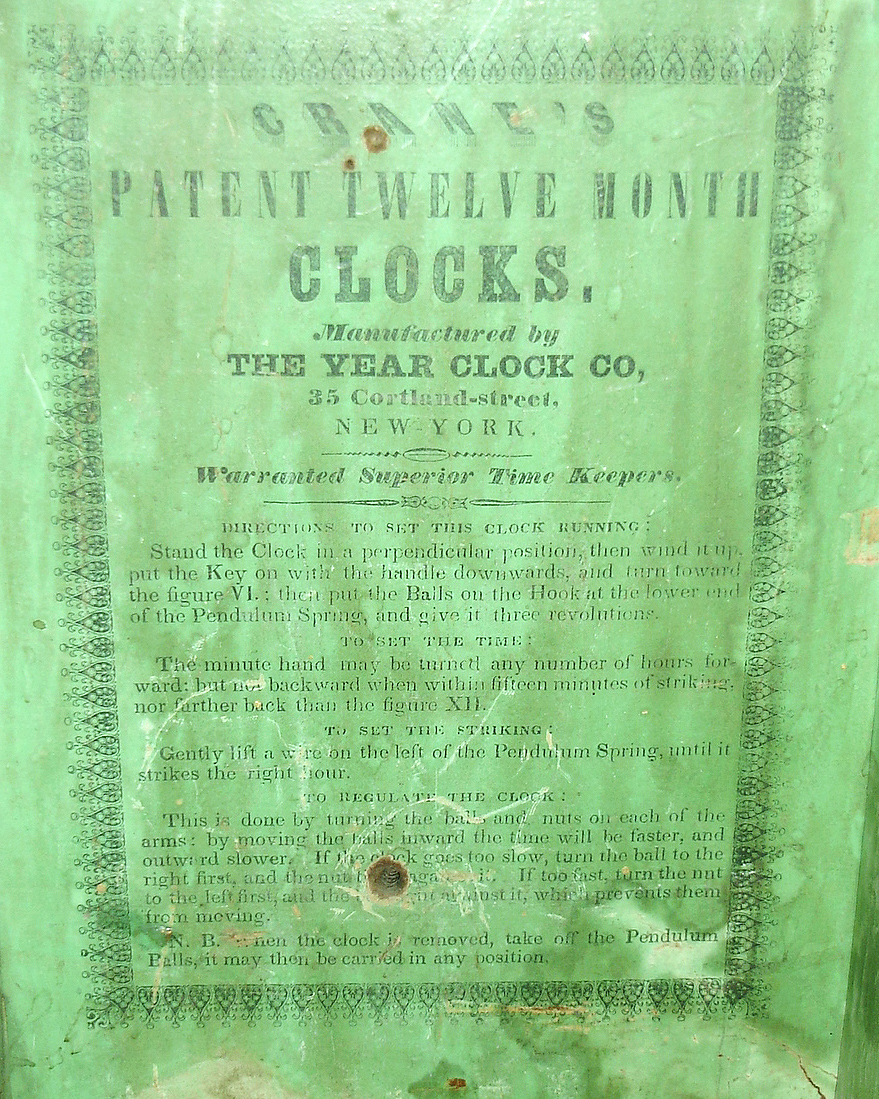 CRANE'S
PATENT TWELVE MONTH
CLOCKS.
Manufactured by
THE YEAR CLOCK CO,
35 Cortland-street,
NEW-YORK.
Warranted Superior Time Keepers.
DIRECTIONS TO SET THIS CLOCK RUNNING:
Stand the Clock in a perpendicular position, then wind it up,
put the Key on with the handle downwards, and turn toward
the figure VI.; then put the Balls on the Hook at the lower end
of the Pendulum Spring, and give it three revolutions.
TO SET THE TIME:
The minute hand may be turned any number of hours for-
ward: but not backward when within fifteen minutes of striking,
nor farther back than the figure XII.
TO SET THE STRIKING:
Gently lift a wire on the left of the Pendulum Spring, until it
strikes the right hour.
TO REGULATE THE CLOCK:
This is done by turning the balls and nuts on each of the
arms: by moving the balls inward the time will be faster, and
outward slower. If the clock goes too slow, turn the ball to the
right first, and the nut it. If too fast, turn the nut
to the left first, and the against it, which prevents them
from moving.
N. B. When the clock is removed, take off the Pendulum
Balls, it may then be carried in any position.